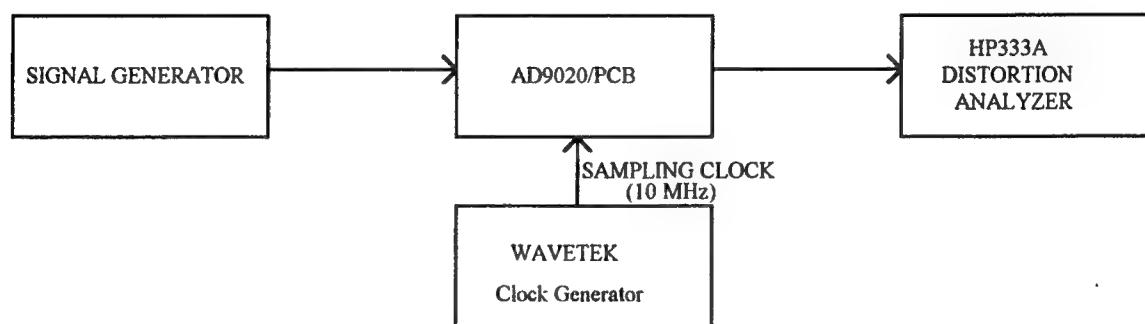 SIGNAL GENERATOR
AD9020/PCB
HP333A
DISTORTION
ANALYZER
SAMPLING CLOCK
(10 MHz)
WAVETEK
Clock Generator